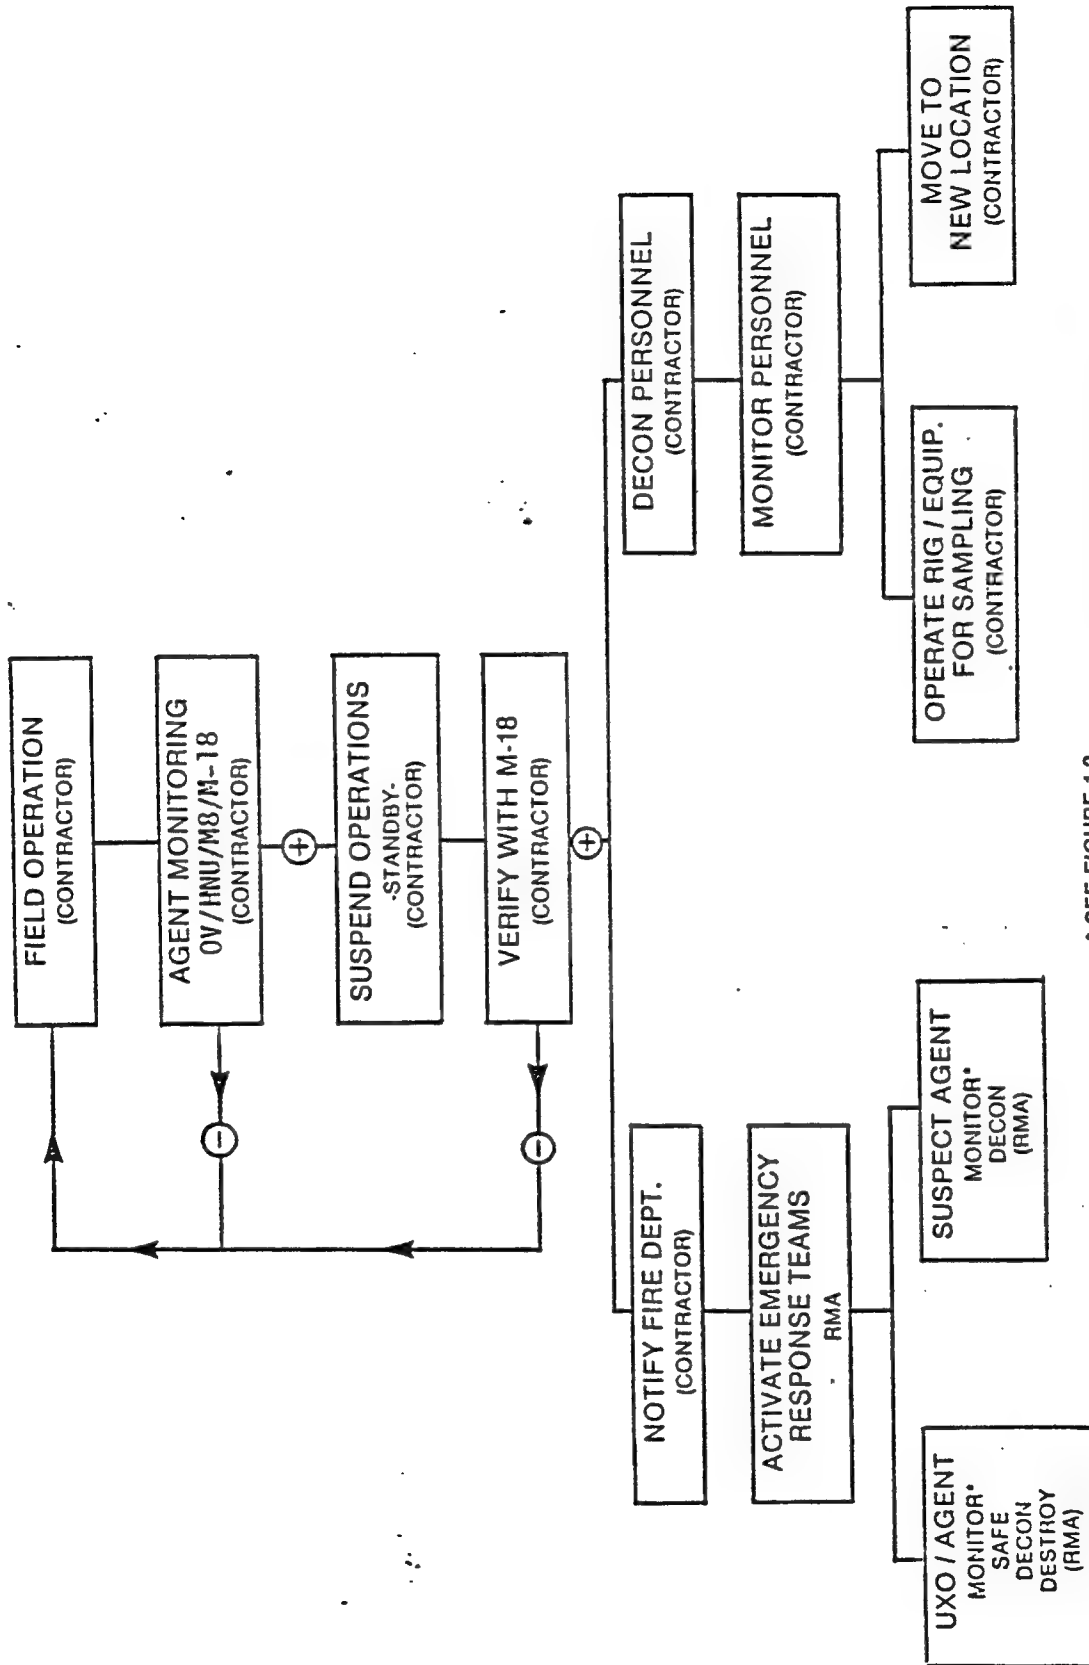 FIELD OPERATION
(CONTRACTOR)
AGENT MONITORING
OV/HNU/M8/M-18
(CONTRACTOR)
+
SUSPEND OPERATIONS
-STANDBY-
(CONTRACTOR)
VERIFY WITH M-18
(CONTRACTOR)
+
-
-
NOTIFY FIRE DEPT.
(CONTRACTOR)
ACTIVATE EMERGENCY
RESPONSE TEAMS
RMA
UXO / AGENT
MONITOR*
SAFE
DECON
DESTROY
(RMA)
SUSPECT AGENT
MONITOR*
DECON
(RMA)
DECON PERSONNEL
(CONTRACTOR)
MONITOR PERSONNEL
(CONTRACTOR)
OPERATE RIG / EQUIP.
FOR SAMPLING
(CONTRACTOR)
MOVE TO
NEW LOCATION
(CONTRACTOR)
SEE FIGURE